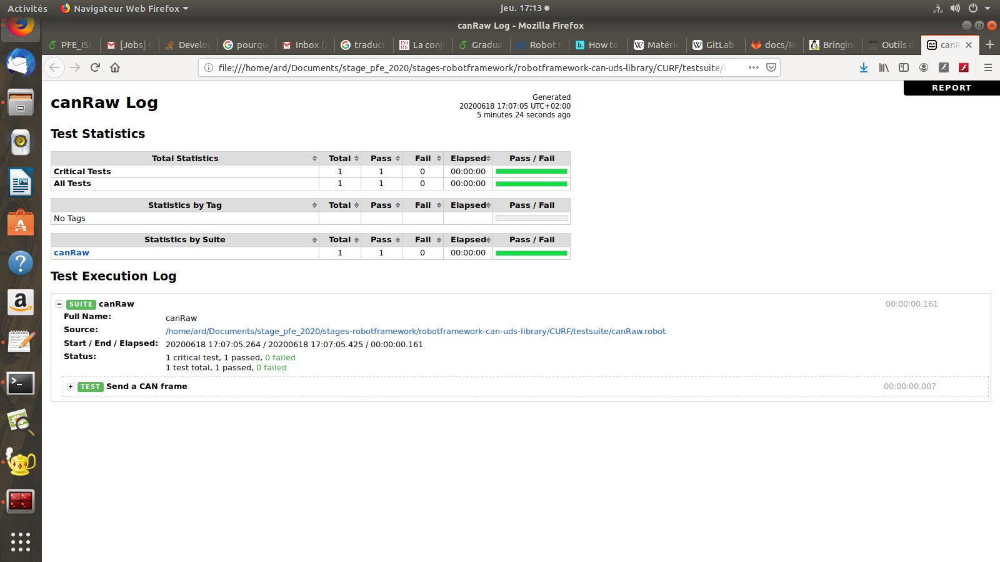 Activités
Navigateur Web Firefox
jeu. 17:13
canRaw Log - Mozilla Firefox
PFE_ISI
[Jobs]
Develo
pourqu
Inbox (2
traduct
La conj
Gradua
Robot F
How to
Matérie
GitLab -
docs/R
Bringin
Outils d
canR
file:///home/ard/Documents/stage_pfe_2020/stages-robotframework/robotframework-can-uds-library/CURF/testsuite/
REPORT
canRaw Log
Generated
20200618 17:07:05 UTC+02:00
5 minutes 24 seconds ago
Test Statistics
Total Statistics Total Pass Fail Elapsed Pass / Fail
Critical Tests 1 1 0 00:00:00
All Tests 1 1 0 00:00:00
Statistics by Tag Total Pass Fail Elapsed Pass / Fail
No Tags
Statistics by Suite Total Pass Fail Elapsed Pass / Fail
canRaw 1 1 0 00:00:00
Test Execution Log
SUITE canRaw 00:00:00.161
Full Name: canRaw
Source: /home/ard/Documents/stage_pfe_2020/stages-robotframework/robotframework-can-uds-library/CURF/testsuite/canRaw.robot
Start / End / Elapsed: 20200618 17:07:05.264 / 20200618 17:07:05.425 / 00:00:00.161
Status: 1 critical test, 1 passed, 0 failed
1 test total, 1 passed, 0 failed
TEST Send a CAN frame 00:00:00.007